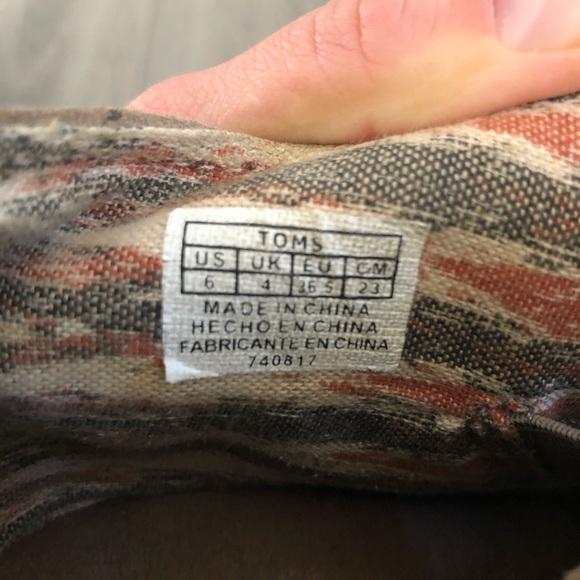 TOMS
US UK EU CM
6 4 36.5 23
MADE IN CHINA
HECHO EN CHINA
FABRICANTE EN CHINA
740817